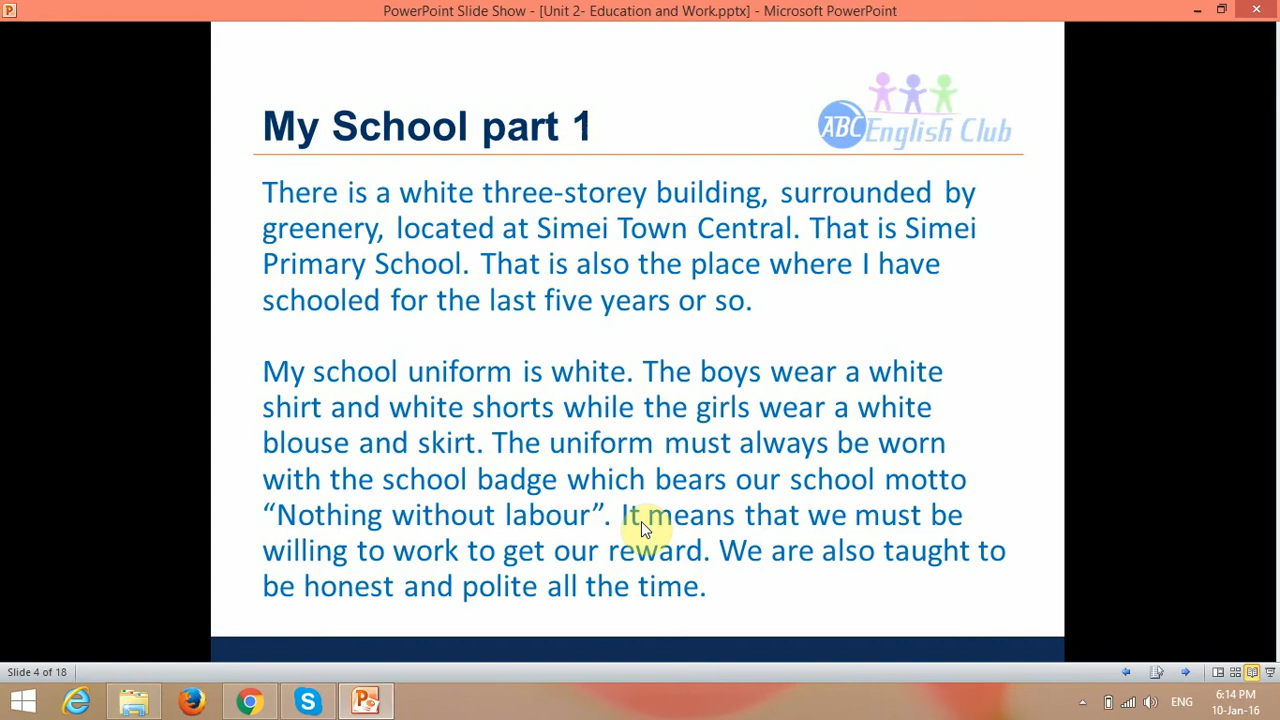 PowerPoint Slide Show - [Unit 2- Education and Work.pptx] - Microsoft PowerPoint
My School part 1
ABC English Club
There is a white three-storey building, surrounded by
greenery, located at Simei Town Central. That is Simei
Primary School. That is also the place where I have
schooled for the last five years or so.
My school uniform is white. The boys wear a white
shirt and white shorts while the girls wear a white
blouse and skirt. The uniform must always be worn
with the school badge which bears our school motto
“Nothing without labour”. It means that we must be
willing to work to get our reward. We are also taught to
be honest and polite all the time.
Slide 4 of 18
ENG
6:14 PM
10-Jan-16